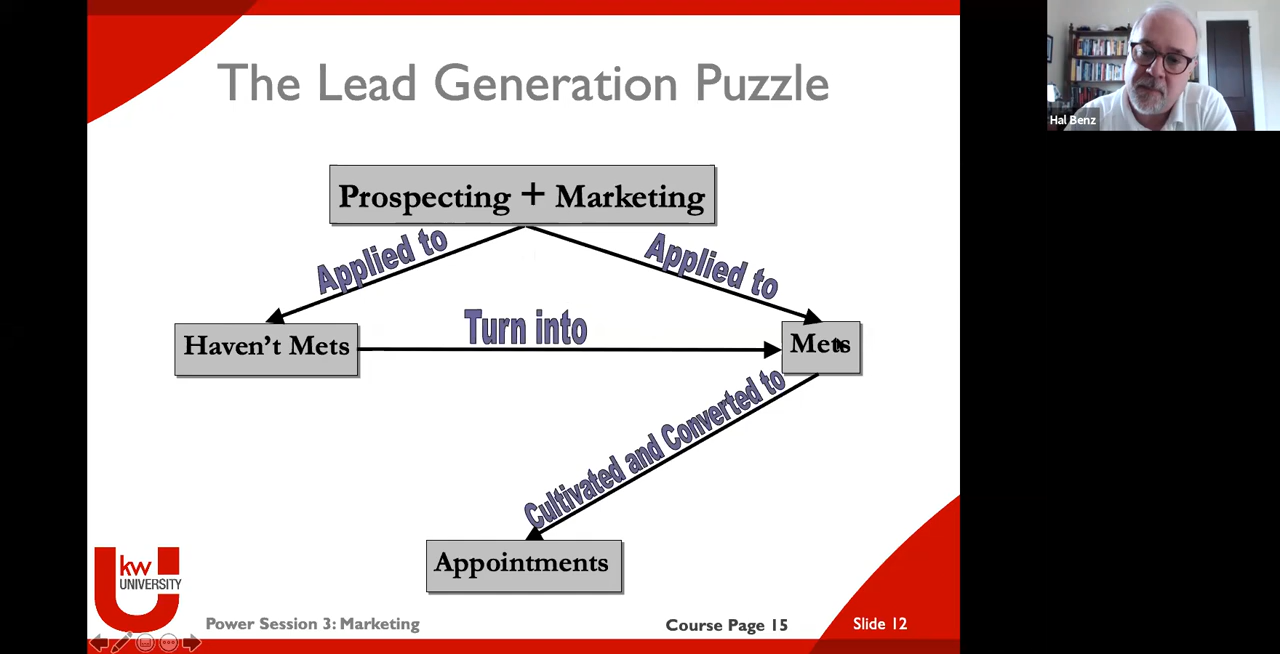 The Lead Generation Puzzle
Hal Benz
Prospecting + Marketing
Applied to
Applied to
Haven't Mets
Turn into
Mets
Cultivated and Converted to
Appointments
kw
UNIVERSITY
Power Session 3: Marketing
Course Page 15
Slide 12